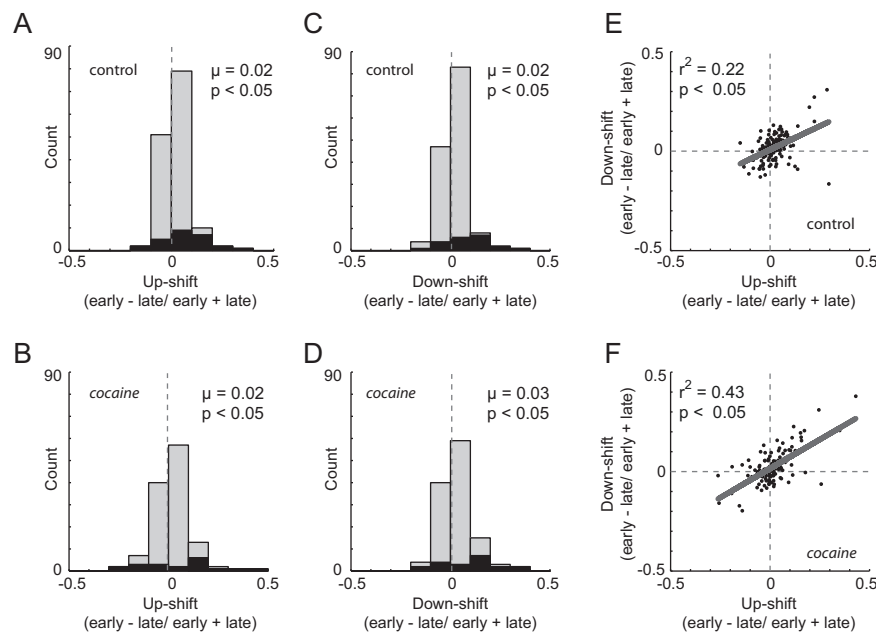 A
90
control
μ = 0.02
p < 0.05
Count
0
-0.5
0
0.5
Up-shift
(early - late/ early + late)
C
90
control
μ = 0.02
p < 0.05
Count
0
-0.5
0
0.5
Down-shift
(early - late/ early + late)
E
0.5
r² = 0.22
p < 0.05
Down-shift
(early - late/ early + late)
0
control
-0.5
-0.5
0
0.5
Up-shift
(early - late/ early + late)
B
90
cocaine
μ = 0.02
p < 0.05
Count
0
-0.5
0
0.5
Up-shift
(early - late/ early + late)
D
90
cocaine
μ = 0.03
p < 0.05
Count
0
-0.5
0
0.5
Down-shift
(early - late/ early + late)
F
0.5
r² = 0.43
p < 0.05
Down-shift
(early - late/ early + late)
0
cocaine
-0.5
-0.5
0
0.5
Up-shift
(early - late/ early + late)